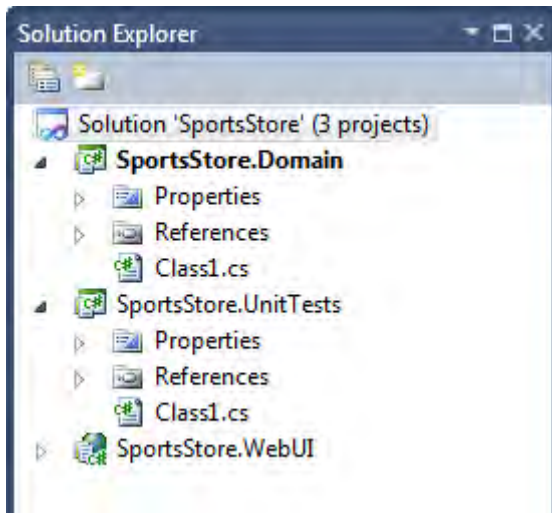 Solution Explorer
Solution 'SportsStore' (3 projects)
SportsStore.Domain
Properties
References
Class1.cs
SportsStore.UnitTests
Properties
References
Class1.cs
SportsStore.WebUI